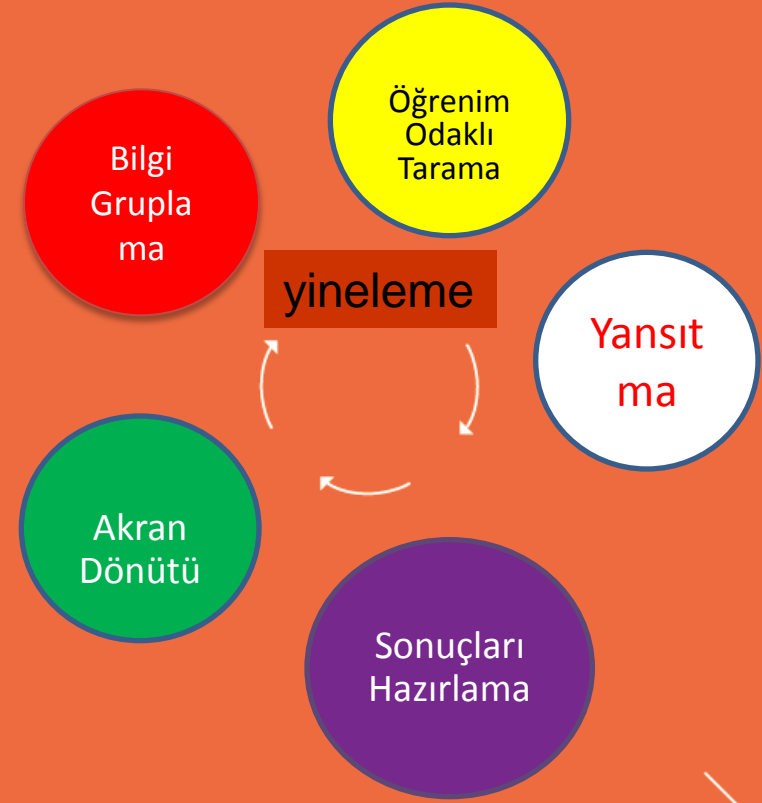 Öğrenim
Odaklı
Tarama
Bilgi
Grupla
ma
yineleme
Yansıt
ma
Akran
Dönütü
Sonuçları
Hazırlama